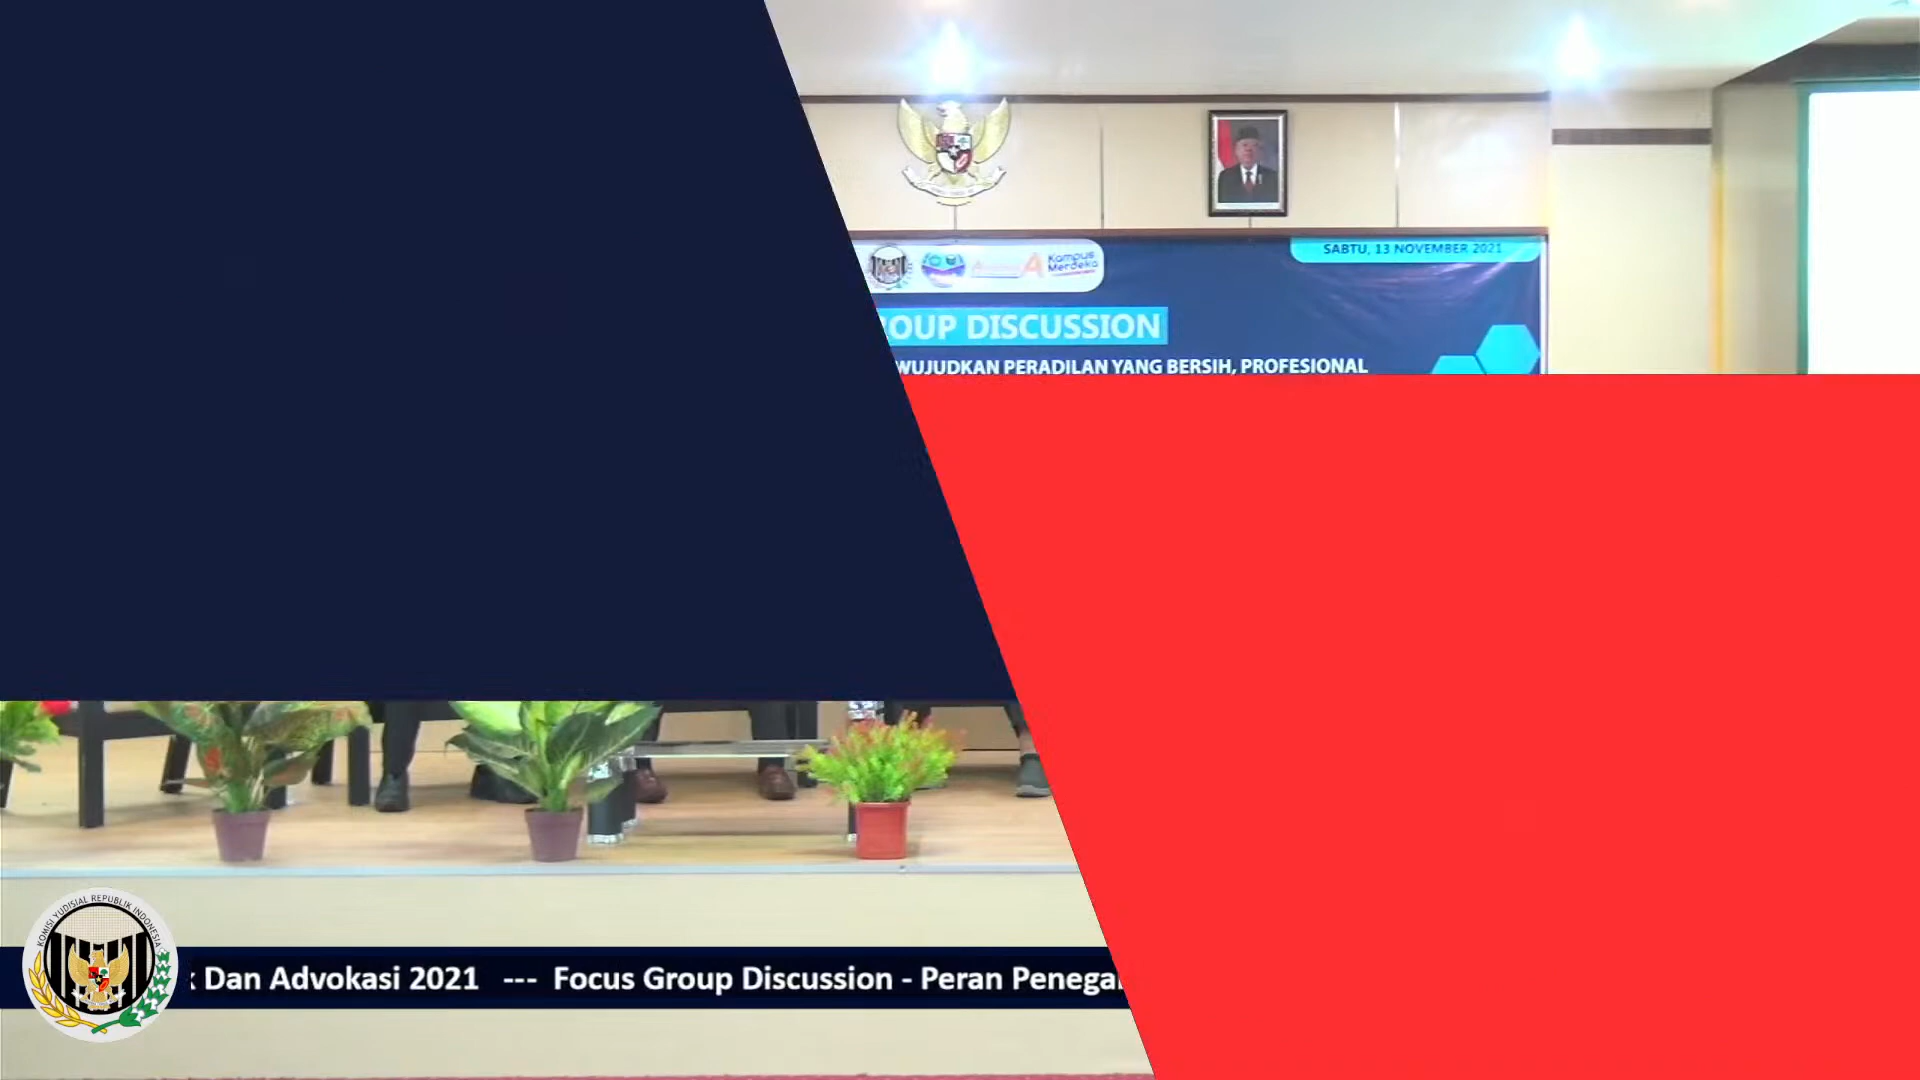 SABTU, 13 NOVEMBER 2021
Kampus
Merdeka
ROUP DISCUSSION
WUJUDKAN PERADILAN YANG BERSIH, PROFESIONAL
KOMISI YUDISIAL REPUBLIK INDONESIA
k Dan Advokasi 2021 --- Focus Group Discussion - Peran Penega